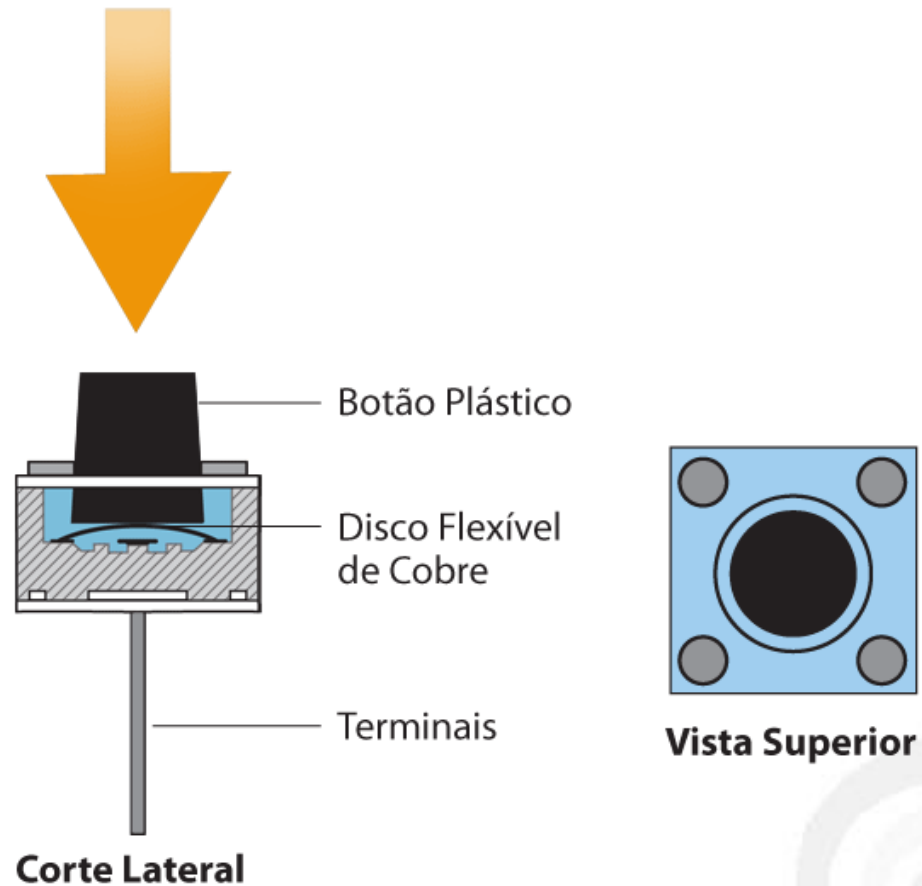 Botão Plástico
Disco Flexível
de Cobre
Terminais
Vista Superior
Corte Lateral